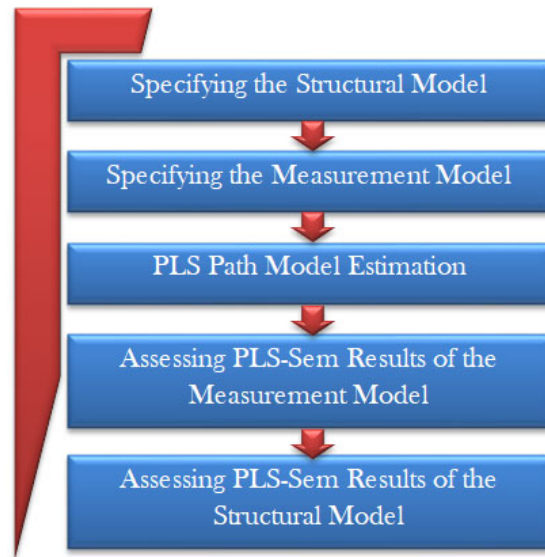 Specifying the Structural Model
Specifying the Measurement Model
PLS Path Model Estimation
Assessing PLS-Sem Results of the
Measurement Model
Assessing PLS-Sem Results of the
Structural Model